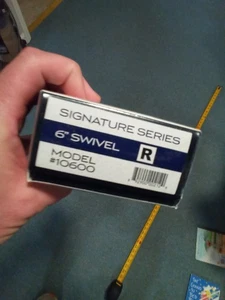 SIGNATURE SERIES
6" SWIVEL
R
MODEL
#10600